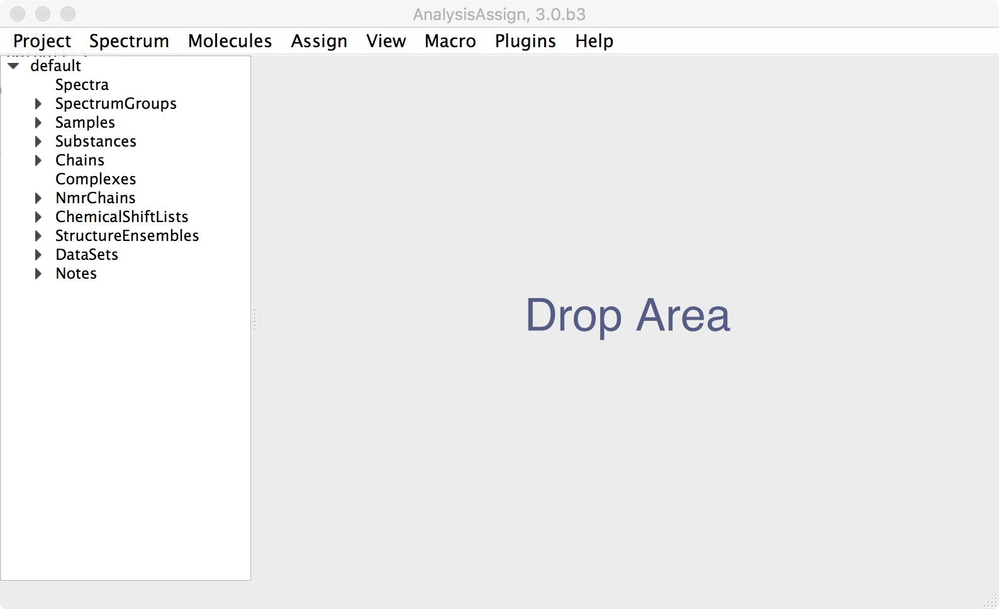 AnalysisAssign, 3.0.b3
Project Spectrum Molecules Assign View Macro Plugins Help
default
Spectra
SpectrumGroups
Samples
Substances
Chains
Complexes
NmrChains
ChemicalShiftLists
StructureEnsembles
DataSets
Notes
Drop Area